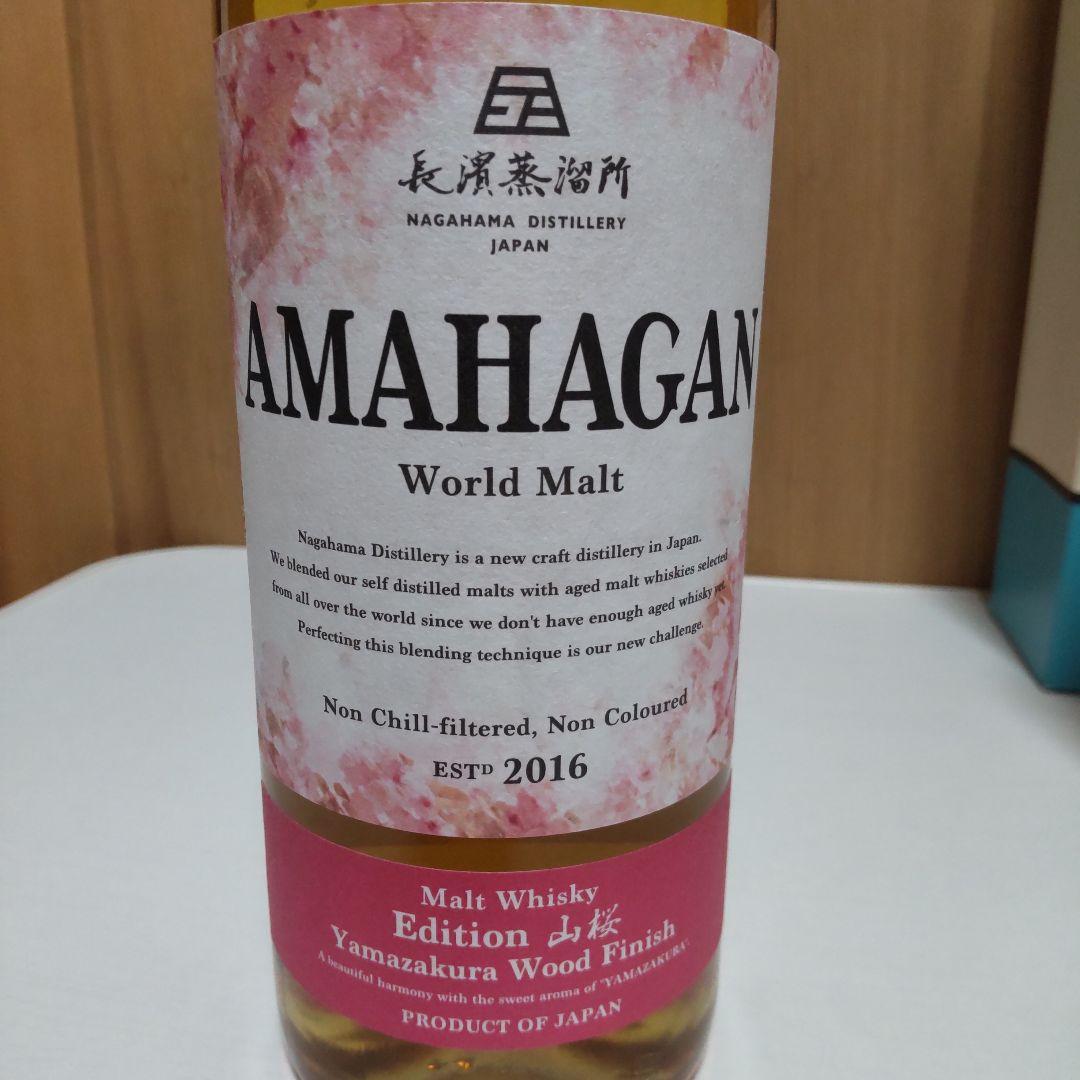 長濱蒸溜所
NAGAHAMA DISTILLERY
JAPAN
AMAHAGAN
World Malt
Nagahama Distillery is a new craft distillery in Japan.
We blended our self distilled malts with aged malt whiskies selected
from all over the world since we don't have enough aged whisky yet.
Perfecting this blending technique is our new challenge.
Non Chill-filtered, Non Coloured
ESTD 2016
Malt Whisky
Edition 山桜
Yamazakura Wood Finish
A beautiful harmony with the sweet aroma of "YAMAZAKURA".
PRODUCT OF JAPAN